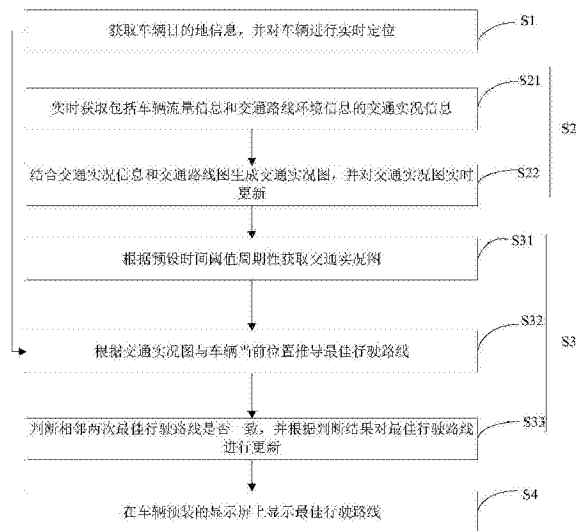 获取车辆目的地信息，并对车辆进行实时定位
S1
实时获取包括车辆流量信息和交通路线环境信息的交通实况信息
S21
S2
结合交通实况信息和交通路线图生成交通实况图，并对交通实况图实时
更新
S22
根据预设时间阈值周期性获取交通实况图
S31
根据交通实况图与车辆当前位置推导最佳行驶路线
S32
S3
判断相邻两次最佳行驶路线是否一致，并根据判断结果对最佳行驶路线
进行更新
S33
在车辆预装的显示屏上显示最佳行驶路线
S4